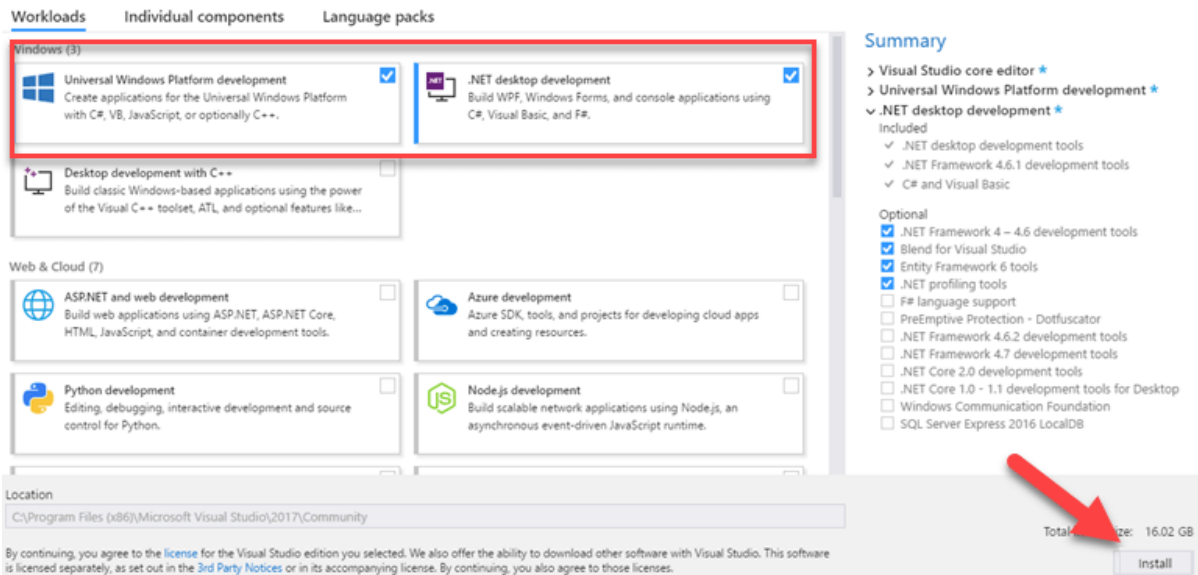 Workloads
Individual components
Language packs
Windows (3)
Universal Windows Platform development
Create applications for the Universal Windows Platform
with C#, VB, JavaScript, or optionally C++.
.NET
.NET desktop development
Build WPF, Windows Forms, and console applications using
C#, Visual Basic, and F#.
Desktop development with C++
Build classic Windows-based applications using the power
of the Visual C++ toolset, ATL, and optional features like...
Web & Cloud (7)
ASP.NET and web development
Build web applications using ASP.NET, ASP.NET Core,
HTML, JavaScript, and container development tools.
Azure development
Azure SDK, tools, and projects for developing cloud apps
and creating resources.
Python development
Editing, debugging, interactive development and source
control for Python.
JS
Node.js development
Build scalable network applications using Node.js, an
asynchronous event-driven JavaScript runtime.
Summary
Visual Studio core editor *
Universal Windows Platform development *
.NET desktop development *
Included
.NET desktop development tools
.NET Framework 4.6.1 development tools
C# and Visual Basic
Optional
.NET Framework 4 – 4.6 development tools
Blend for Visual Studio
Entity Framework 6 tools
.NET profiling tools
F# language support
PreEmptive Protection - Dotfuscator
.NET Framework 4.6.2 development tools
.NET Framework 4.7 development tools
.NET Core 2.0 development tools
.NET Core 1.0 - 1.1 development tools for Desktop
Windows Communication Foundation
SQL Server Express 2016 LocalDB
Location
C:\Program Files (x86)\Microsoft Visual Studio\2017\Community
By continuing, you agree to the license for the Visual Studio edition you selected. We also offer the ability to download other software with Visual Studio. This software
is licensed separately, as set out in the 3rd Party Notices or in its accompanying license. By continuing, you also agree to those licenses.
Total 16.02 GB
Install